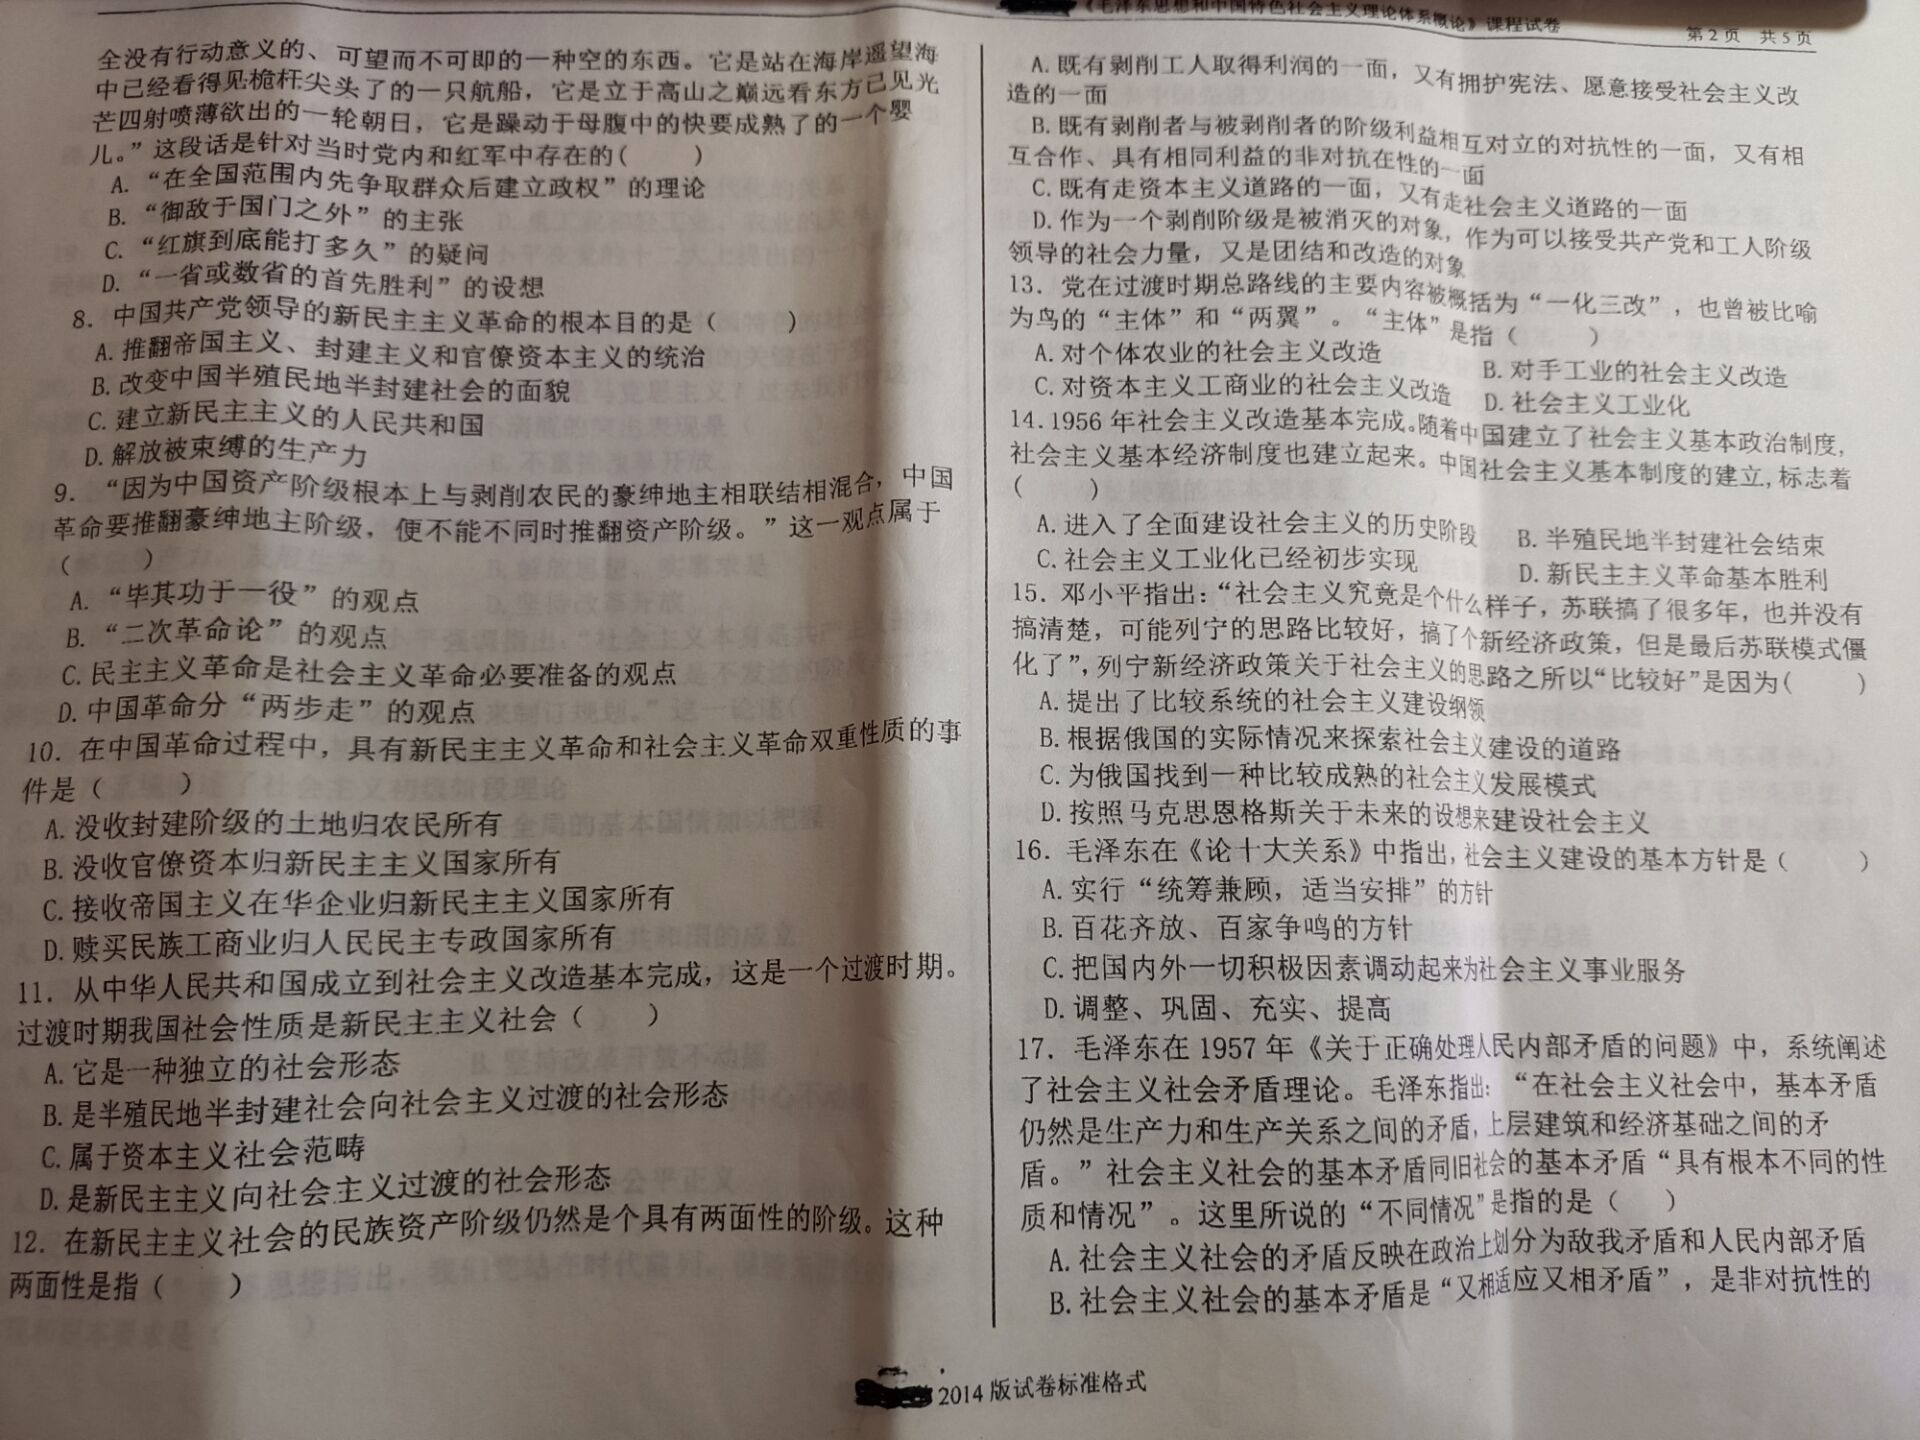 《毛泽东思想和中国特色社会主义理论体系概论》课程试卷
第2页 共5页
全没有行动意义的、可望而不可即的一种空的东西。它是站在海岸遥望海
中已经看得见桅杆尖头了的一只航船，它是立于高山之巅远看东方已见光
芒四射喷薄欲出的一轮朝日，它是躁动于母腹中的快要成熟了的一个婴
儿。”这段话是针对当时党内和红军中存在的( )
A. “在全国范围内先争取群众后建立政权”的理论
B. “御敌于国门之外”的主张
C. “红旗到底能打多久”的疑问
D. “一省或数省的首先胜利”的设想
8. 中国共产党领导的新民主主义革命的根本目的是（ ）
A. 推翻帝国主义、封建主义和官僚资本主义的统治
B. 改变中国半殖民地半封建社会的面貌
C. 建立新民主主义的人民共和国
D. 解放被束缚的生产力
9. “因为中国资产阶级根本上与剥削农民的豪绅地主相联结相混合，中国
革命要推翻豪绅地主阶级，便不能不同时推翻资产阶级。”这一观点属于
（ ）
A. “毕其功于一役”的观点
B. “二次革命论”的观点
C. 民主主义革命是社会主义革命必要准备的观点
D. 中国革命分“两步走”的观点
10. 在中国革命过程中，具有新民主主义革命和社会主义革命双重性质的事
件是（ ）
A. 没收封建阶级的土地归农民所有
B. 没收官僚资本归新民主主义国家所有
C. 接收帝国主义在华企业归新民主主义国家所有
D. 赎买民族工商业归人民民主专政国家所有
11. 从中华人民共和国成立到社会主义改造基本完成，这是一个过渡时期。
过渡时期我国社会性质是新民主主义社会（ ）
A. 它是一种独立的社会形态
B. 是半殖民地半封建社会向社会主义过渡的社会形态
C. 属于资本主义社会范畴
D. 是新民主主义向社会主义过渡的社会形态
12. 在新民主主义社会的民族资产阶级仍然是个具有两面性的阶级。这种
两面性是指（ ）
A. 既有剥削工人取得利润的一面，又有拥护宪法、愿意接受社会主义改
造的一面
B. 既有剥削者与被剥削者的阶级利益相互对立的对抗性的一面，又有相
互合作、具有相同利益的非对抗在性的一面
C. 既有走资本主义道路的一面，又有走社会主义道路的一面
D. 作为一个剥削阶级是被消灭的对象，作为可以接受共产党和工人阶级
领导的社会力量，又是团结和改造的对象
13. 党在过渡时期总路线的主要内容被概括为“一化三改”，也曾被比喻
为鸟的“主体”和“两翼”。“主体”是指（ ）
A. 对个体农业的社会主义改造 B. 对手工业的社会主义改造
C. 对资本主义工商业的社会主义改造 D. 社会主义工业化
14. 1956年社会主义改造基本完成。随着中国建立了社会主义基本政治制度，
社会主义基本经济制度也建立起来。中国社会主义基本制度的建立，标志着
（ ）
A. 进入了全面建设社会主义的历史阶段 B. 半殖民地半封建社会结束
C. 社会主义工业化已经初步实现 D. 新民主主义革命基本胜利
15. 邓小平指出：“社会主义究竟是个什么样子，苏联搞了很多年，也并没有
搞清楚，可能列宁的思路比较好，搞了个新经济政策，但是最后苏联模式僵
化了”，列宁新经济政策关于社会主义的思路之所以“比较好”是因为( )
A. 提出了比较系统的社会主义建设纲领
B. 根据俄国的实际情况来探索社会主义建设的道路
C. 为俄国找到一种比较成熟的社会主义发展模式
D. 按照马克思恩格斯关于未来的设想来建设社会主义
16. 毛泽东在《论十大关系》中指出，社会主义建设的基本方针是（ ）
A. 实行“统筹兼顾，适当安排”的方针
B. 百花齐放、百家争鸣的方针
C. 把国内外一切积极因素调动起来为社会主义事业服务
D. 调整、巩固、充实、提高
17. 毛泽东在1957年《关于正确处理人民内部矛盾的问题》中，系统阐述
了社会主义社会矛盾理论。毛泽东指出：“在社会主义社会中，基本矛盾
仍然是生产力和生产关系之间的矛盾，上层建筑和经济基础之间的矛
盾。”社会主义社会的基本矛盾同旧社会的基本矛盾“具有根本不同的性
质和情况”。这里所说的“不同情况”是指的是（ ）
A. 社会主义社会的矛盾反映在政治上划分为敌我矛盾和人民内部矛盾
B. 社会主义社会的基本矛盾是“又相适应又相矛盾”，是非对抗性的
2014版试卷标准格式